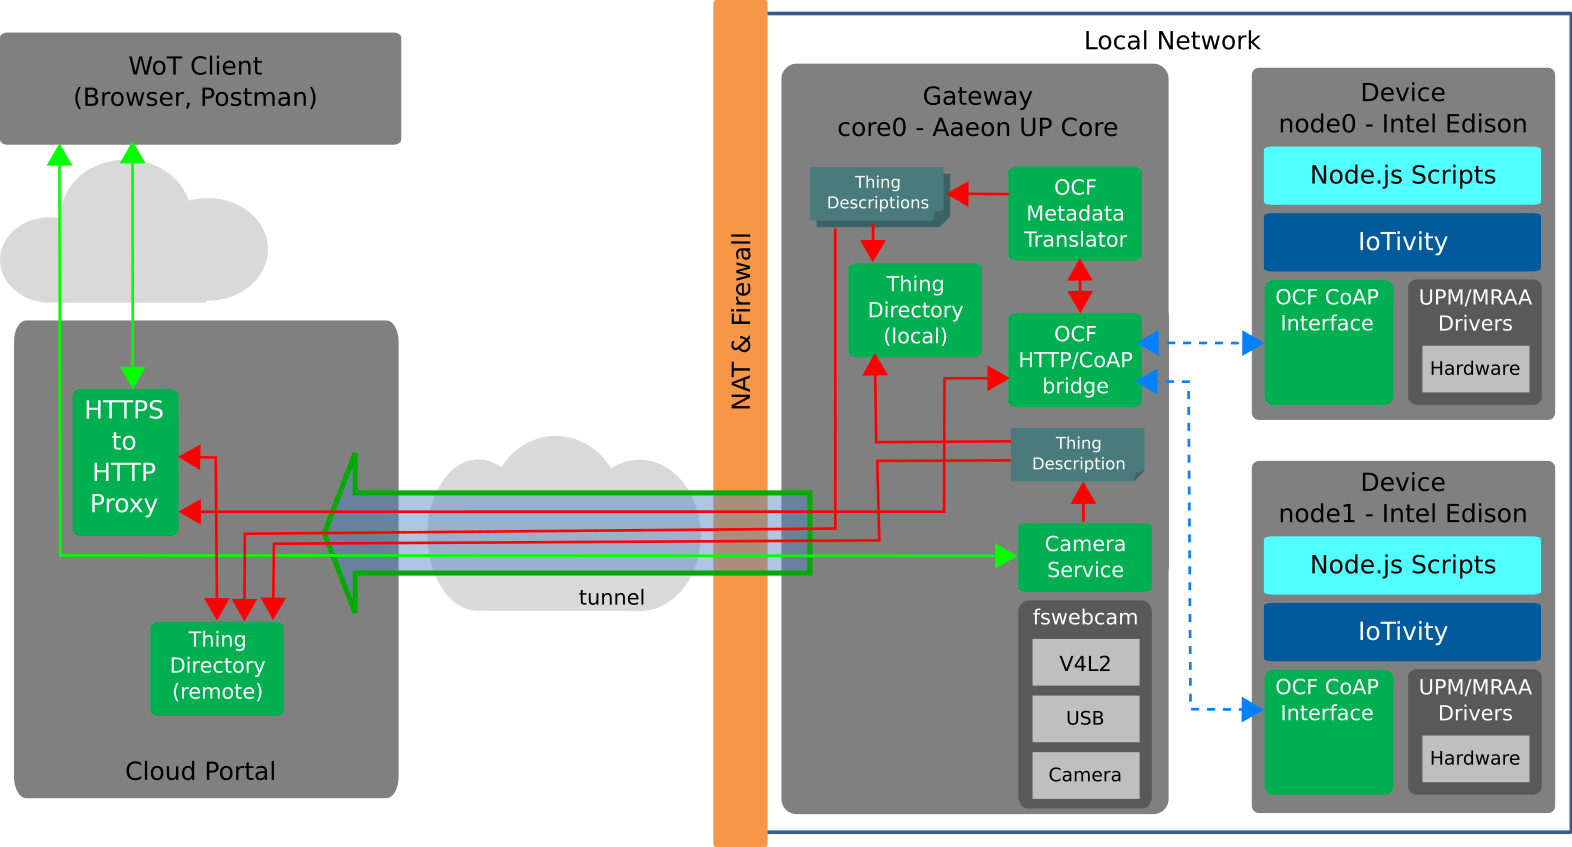 WoT Client
(Browser, Postman)
HTTPS
to
HTTP
Proxy
Thing
Directory
(remote)
Cloud Portal
tunnel
NAT & Firewall
Local Network
Gateway
core0 - Aaeon UP Core
Thing
Descriptions
OCF
Metadata
Translator
Thing
Directory
(local)
OCF
HTTP/CoAP
bridge
Thing
Description
Camera
Service
fswebcam
V4L2
USB
Camera
Device
node0 - Intel Edison
Node.js Scripts
IoTivity
OCF CoAP
Interface
UPM/MRAA
Drivers
Hardware
Device
node1 - Intel Edison
Node.js Scripts
IoTivity
OCF CoAP
Interface
UPM/MRAA
Drivers
Hardware